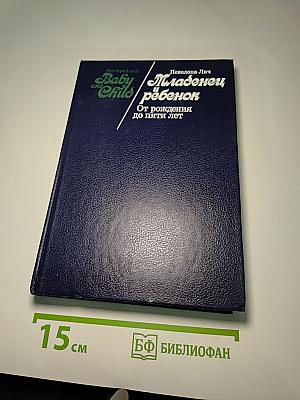 Penelope Leach
Baby
and
Child
Пенелопа Лич
Младенец
и
ребенок
От рождения
до пяти лет
15 см
БФ БИБЛИОФАН